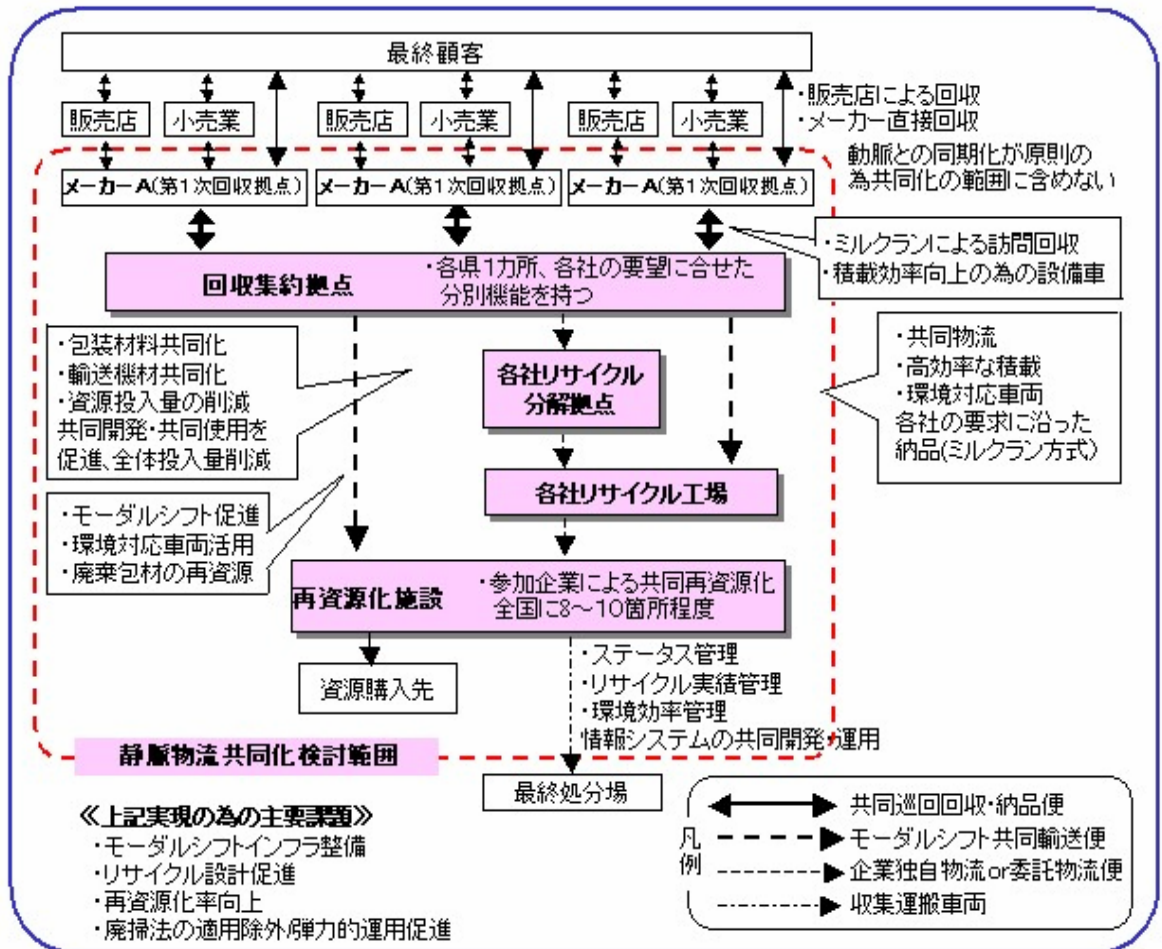 最終顧客
販売店
小売業
販売店
小売業
販売店
小売業
・販売店による回収
・メーカー直接回収
動脈との同期化が原則の
為共同化の範囲に含めない
メーカーA(第1次回収拠点)
メーカーA(第1次回収拠点)
メーカーA(第1次回収拠点)
・ミルクランによる訪問回収
・積載効率向上の為の設備車
回収集約拠点
・各県1カ所、各社の要望に合せた
分別機能を持つ
・包装材料共同化
・輸送機材共同化
・資源投入量の削減
共同開発・共同使用を
促進、全体投入量削減
各社リサイクル
分解拠点
・共同物流
・高効率な積載
・環境対応車両
各社の要求に沿った
納品(ミルクラン方式)
各社リサイクル工場
・モーダルシフト促進
・環境対応車両活用
・廃棄包材の再資源
再資源化施設
・参加企業による共同再資源化
全国に8～10箇所程度
資源購入先
・ステータス管理
・リサイクル実績管理
・環境効率管理
情報システムの共同開発・運用
静脈物流共同化検討範囲
最終処分場
≪上記実現の為の主要課題≫
・モーダルシフトインフラ整備
・リサイクル設計促進
・再資源化率向上
・廃掃法の適用除外/弾力的運用促進
凡例
共同巡回回収・納品便
モーダルシフト共同輸送便
企業独自物流or委託物流便
収集運搬車両